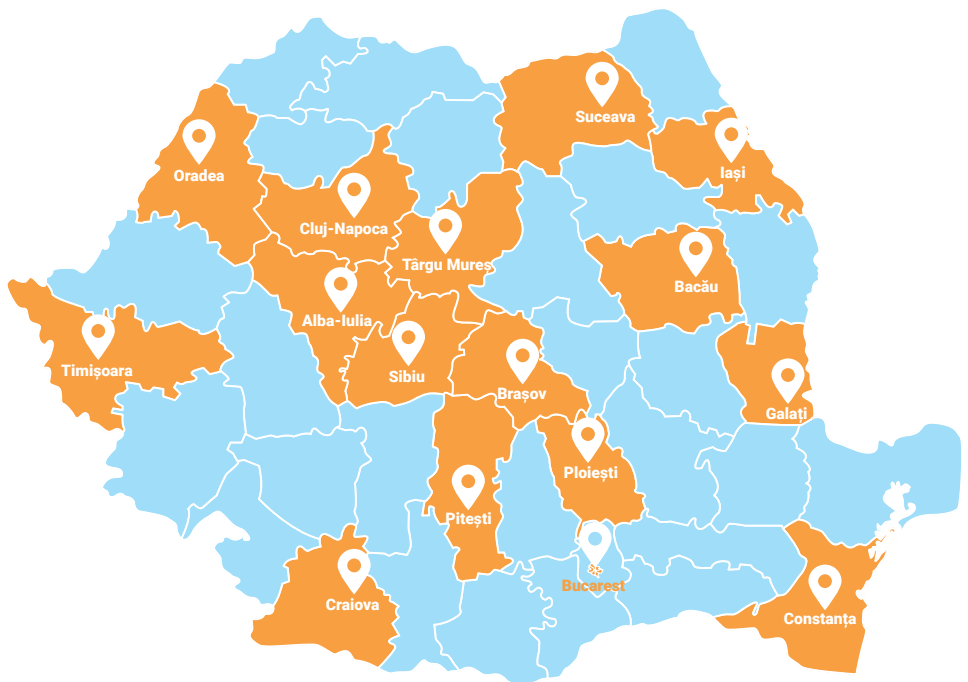 Suceava
Iași
Oradea
Cluj-Napoca
Târgu Mureș
Bacău
Alba-Iulia
Timișoara
Sibiu
Brașov
Galați
Ploiești
Pitești
Bucarest
Craiova
Constanța